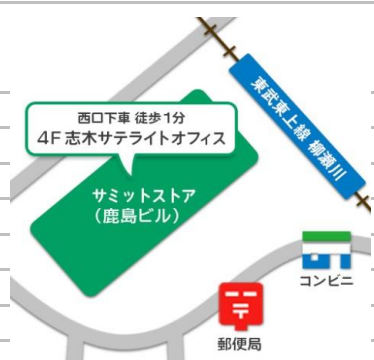 東武東上線 柳瀬川
西口下車 徒歩1分
4F 志木サテライトオフィス
サミットストア
(鹿島ビル)
コンビニ
郵便局